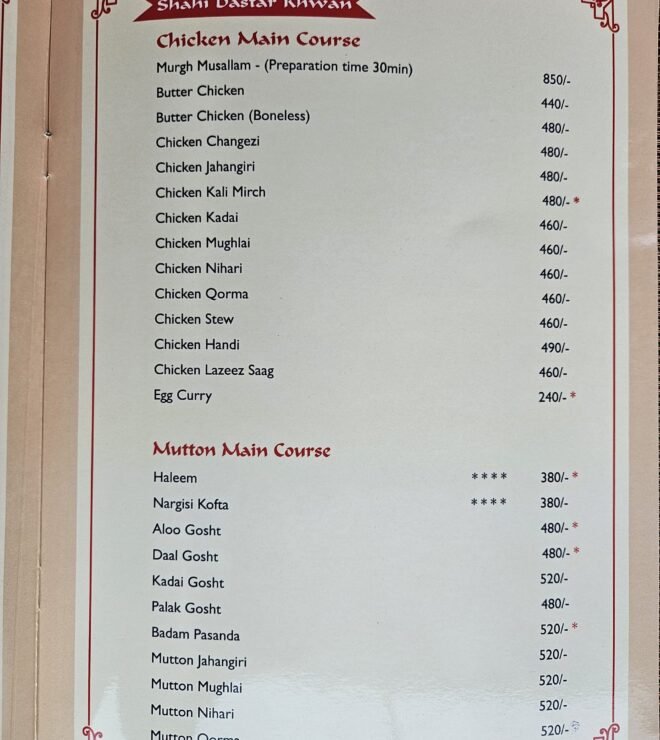 Shahi Dastar Khwan
Chicken Main Course
Murgh Musallam - (Preparation time 30min) 850/-
Butter Chicken 440/-
Butter Chicken (Boneless) 480/-
Chicken Changezi 480/-
Chicken Jahangiri 480/-
Chicken Kali Mirch 480/- *
Chicken Kadai 460/-
Chicken Mughlai 460/-
Chicken Nihari 460/-
Chicken Qorma 460/-
Chicken Stew 460/-
Chicken Handi 490/-
Chicken Lazeez Saag 460/-
Egg Curry 240/- *
Mutton Main Course
Haleem **** 380/- *
Nargisi Kofta **** 380/-
Aloo Gosht 480/- *
Daal Gosht 480/- *
Kadai Gosht 520/-
Palak Gosht 480/-
Badam Pasanda 520/- *
Mutton Jahangiri 520/-
Mutton Mughlai 520/-
Mutton Nihari 520/-
Mutton Qorma 520/-